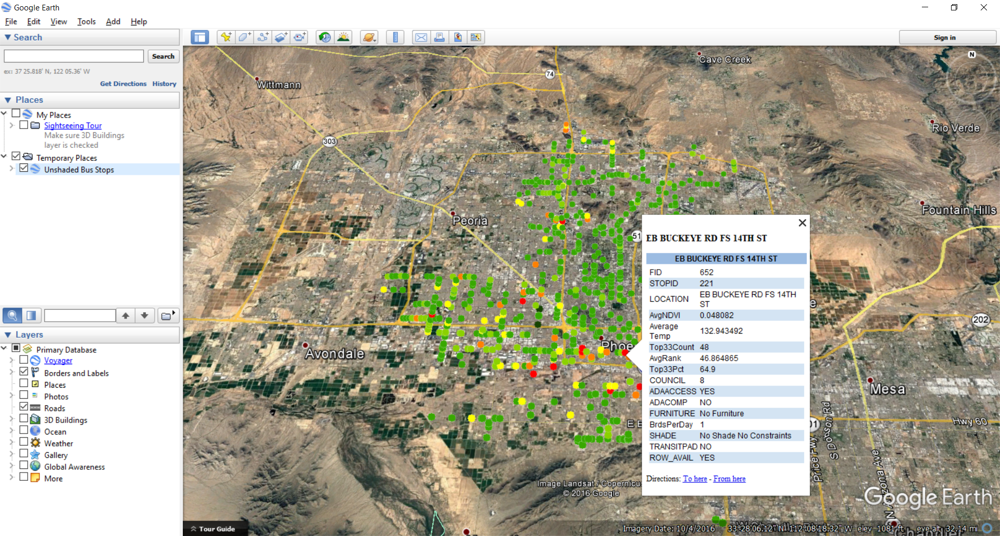 Google Earth
File Edit View Tools Add Help
Search
Search
ex: 37 25.818' N, 122 05.36' W
Get Directions History
Places
My Places
Sightseeing Tour
Make sure 3D Buildings
layer is checked
Temporary Places
Unshaded Bus Stops
Layers
Primary Database
Voyager
Borders and Labels
Places
Photos
Roads
3D Buildings
Ocean
Weather
Gallery
Global Awareness
More
Sign in
N
Cave Creek
74
Wittmann
Rio Verde
303
Fountain Hills
Peoria
51
202
Phoe
Avondale
Mesa
Hwy 60
S Dobson Rd
Price Fwy
EB BUCKEYE RD FS 14TH ST
EB BUCKEYE RD FS 14TH ST
FID 652
STOPID 221
LOCATION EB BUCKEYE RD FS 14TH
ST
AvgNDVI 0.048082
Average
Temp 132.943492
Top33Count 48
AvgRank 46.864865
Top33Pct 64.9
COUNCIL 8
ADAACCESS YES
ADACOMP NO
FURNITURE No Furniture
BrdsPerDay 1
SHADE No Shade No Constraints
TRANSITPAD NO
ROW_AVAIL YES
Directions: To here - From here
Image Landsat / Copernicu
© 2016 Google
Google Earth
Tour Guide
Imagery Date: 10/4/2016 33°28'06.12" N 112°08'18.32" W elev 1081 ft eye alt 32.14 mi